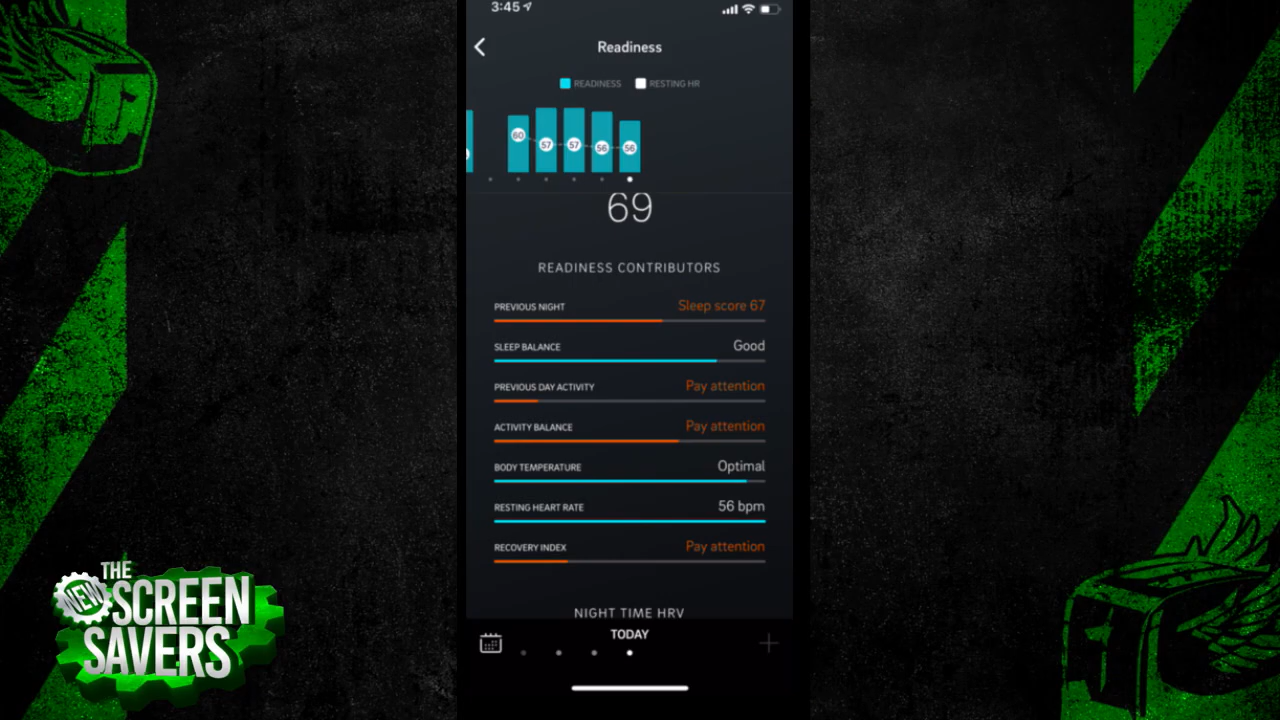 3:45
Readiness
READINESS RESTING HR
60 57 57 56 56
69
READINESS CONTRIBUTORS
PREVIOUS NIGHT Sleep score 67
SLEEP BALANCE Good
PREVIOUS DAY ACTIVITY Pay attention
ACTIVITY BALANCE Pay attention
BODY TEMPERATURE Optimal
RESTING HEART RATE 56 bpm
RECOVERY INDEX Pay attention
NIGHT TIME HRV
TODAY
THE
NEW SCREEN
SAVERS